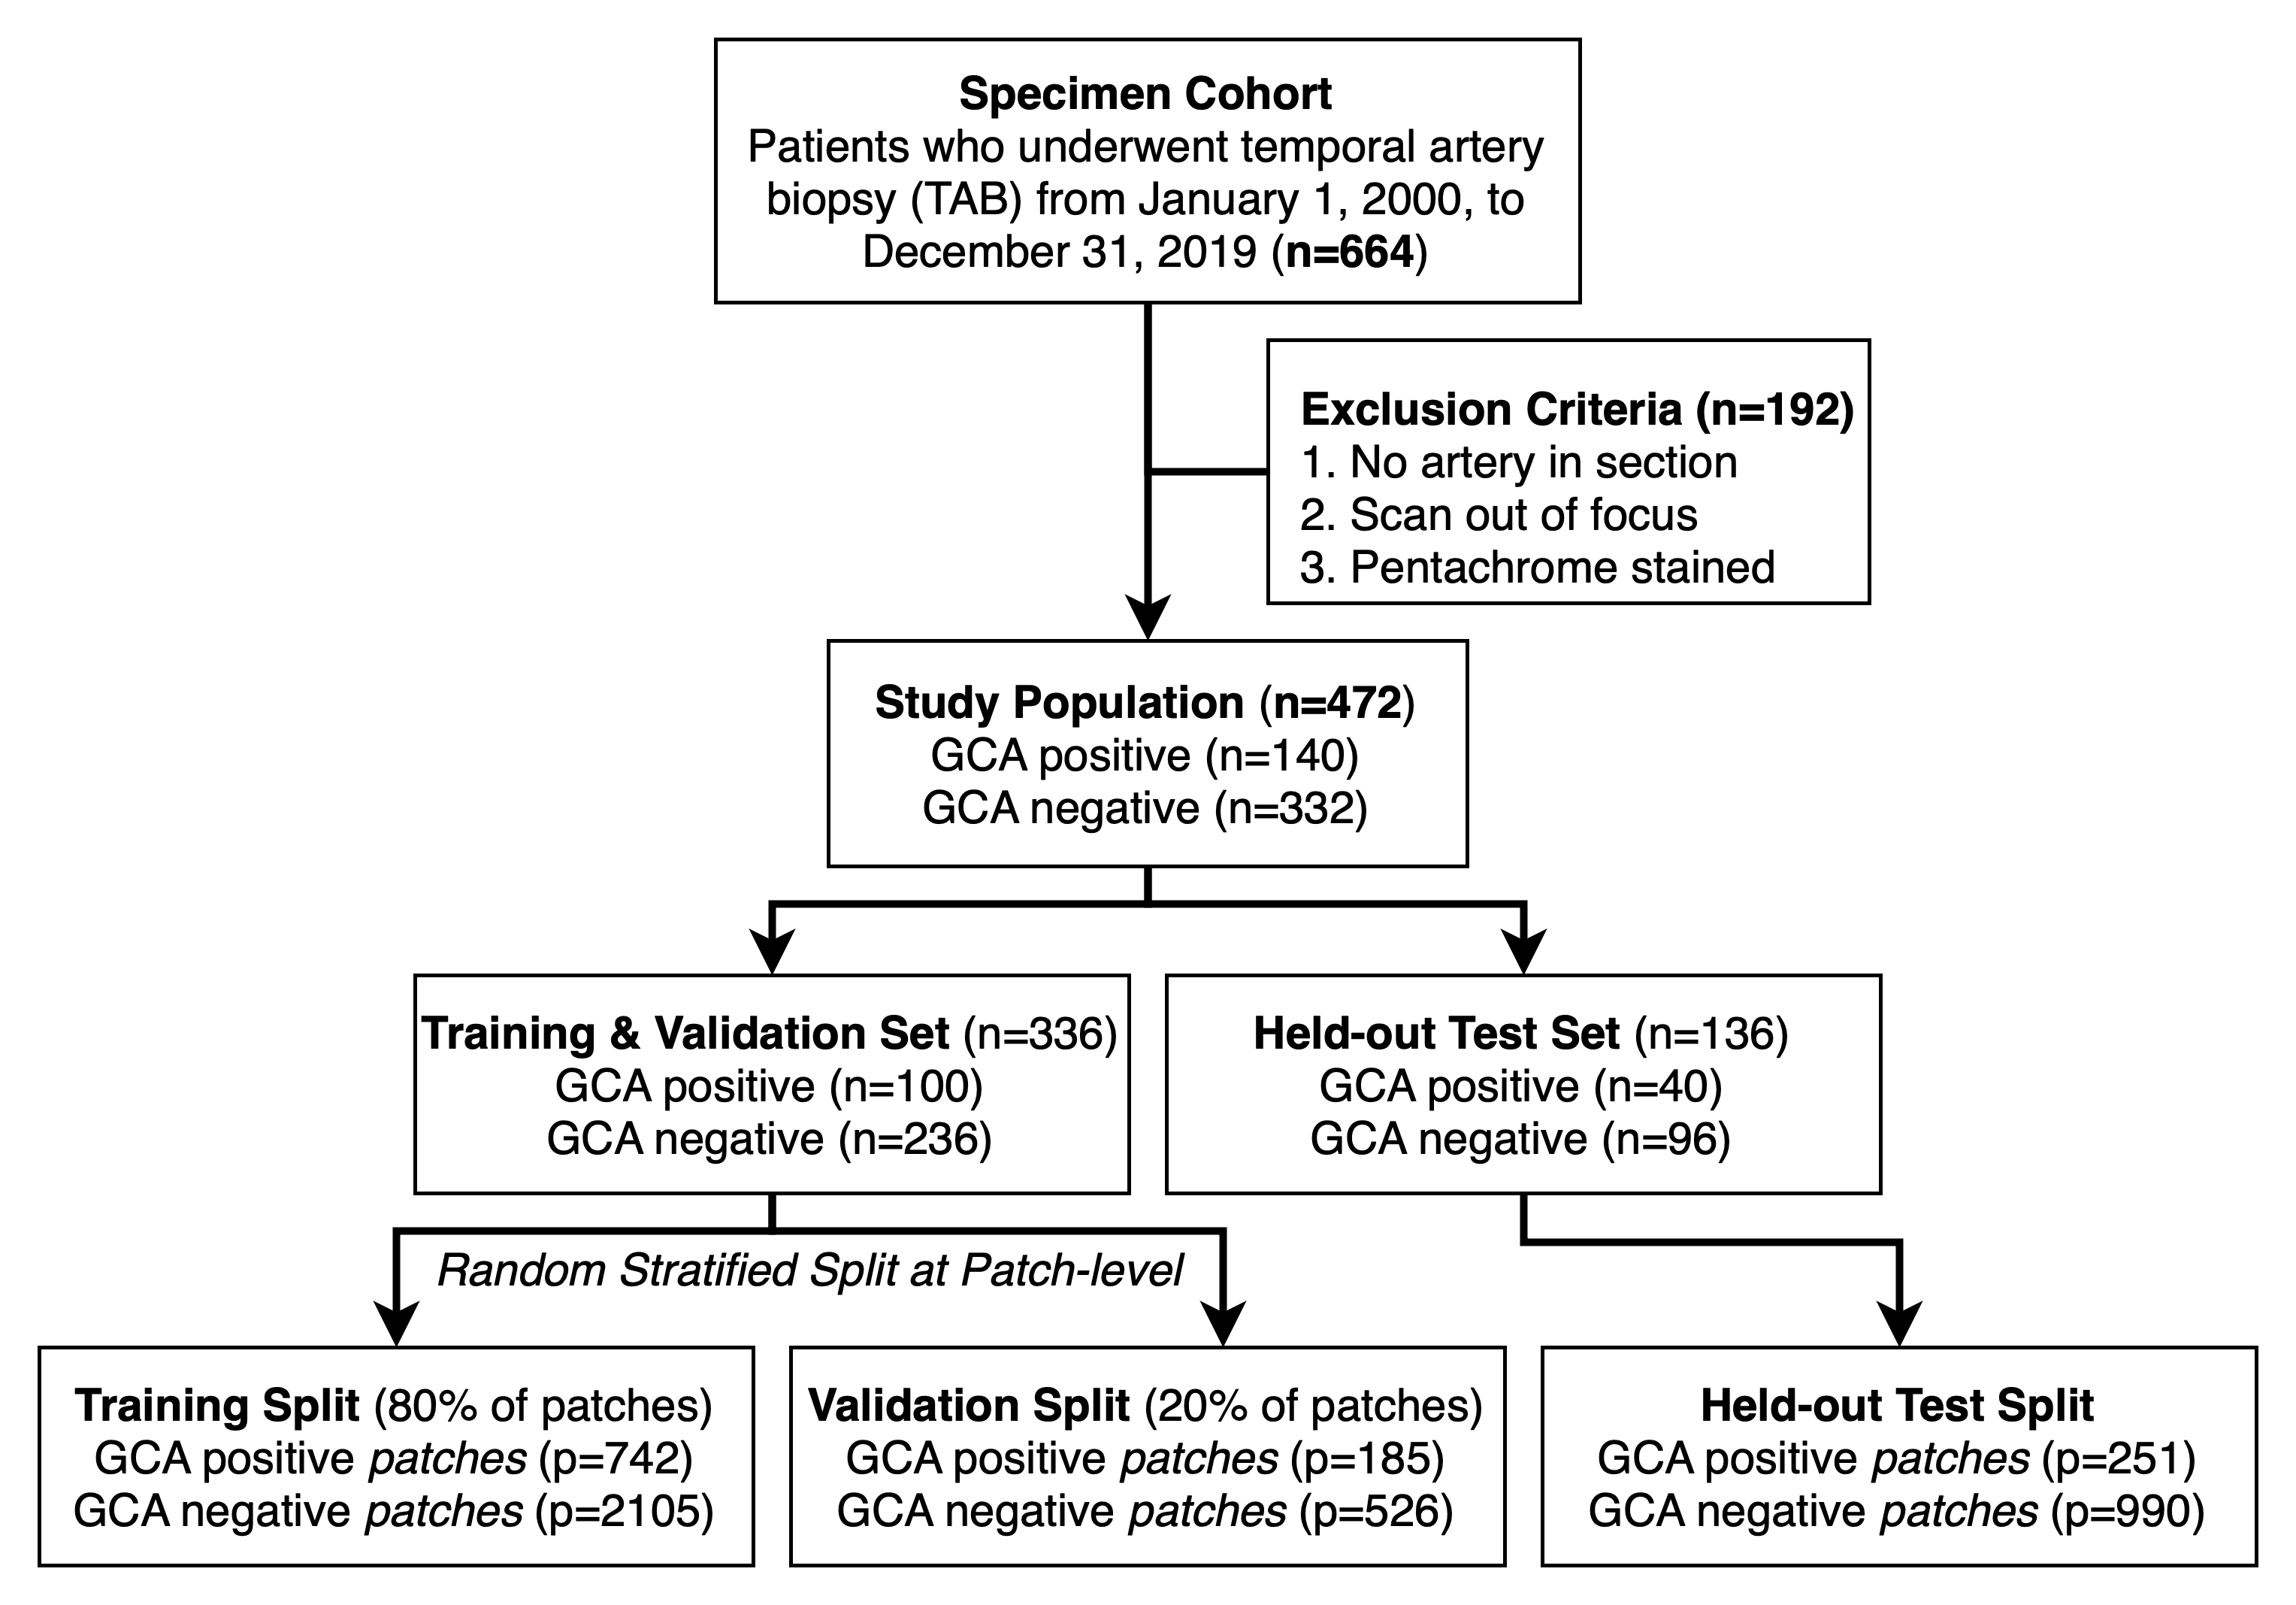 Specimen Cohort
Patients who underwent temporal artery
biopsy (TAB) from January 1, 2000, to
December 31, 2019 (n=664)
Exclusion Criteria (n=192)
1. No artery in section
2. Scan out of focus
3. Pentachrome stained
Study Population (n=472)
GCA positive (n=140)
GCA negative (n=332)
Training & Validation Set (n=336)
GCA positive (n=100)
GCA negative (n=236)
Held-out Test Set (n=136)
GCA positive (n=40)
GCA negative (n=96)
Random Stratified Split at Patch-level
Training Split (80% of patches)
GCA positive patches (p=742)
GCA negative patches (p=2105)
Validation Split (20% of patches)
GCA positive patches (p=185)
GCA negative patches (p=526)
Held-out Test Split
GCA positive patches (p=251)
GCA negative patches (p=990)